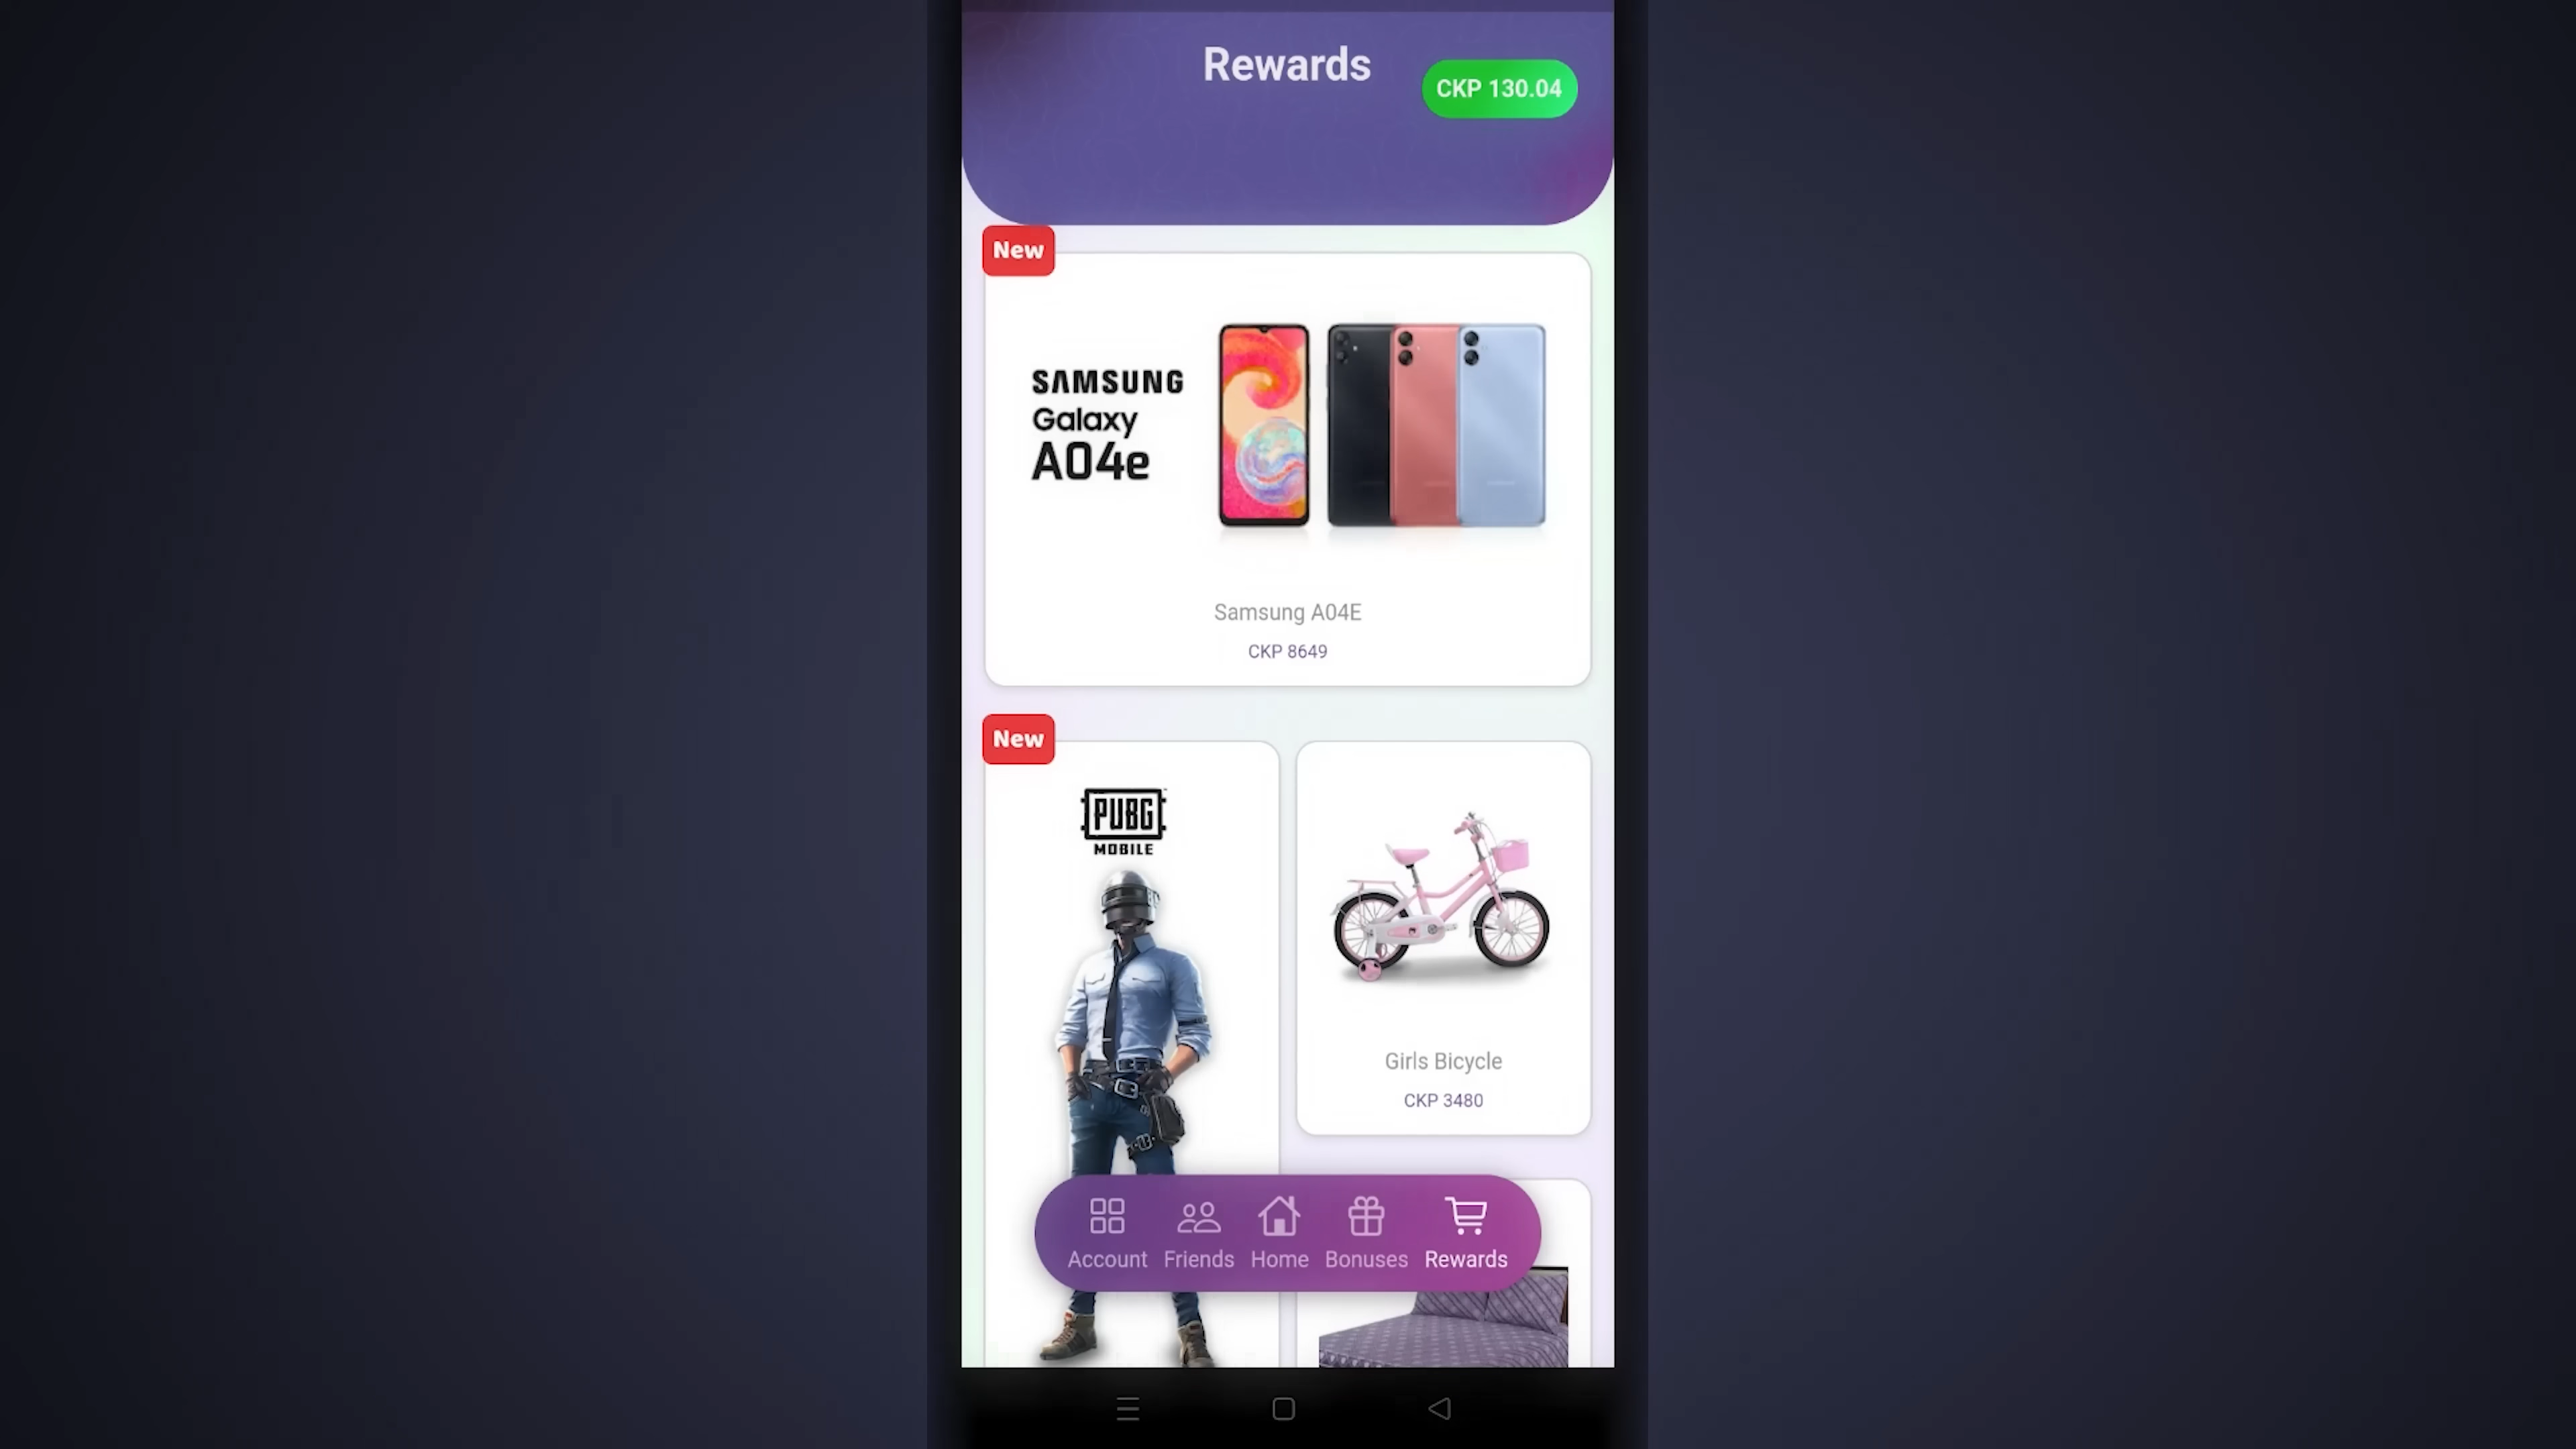 Rewards
CKP 130.04
New
SAMSUNG
Galaxy
A04e
Samsung A04E
CKP 8649
New
PUBG
MOBILE
Girls Bicycle
CKP 3480
Account
Friends
Home
Bonuses
Rewards